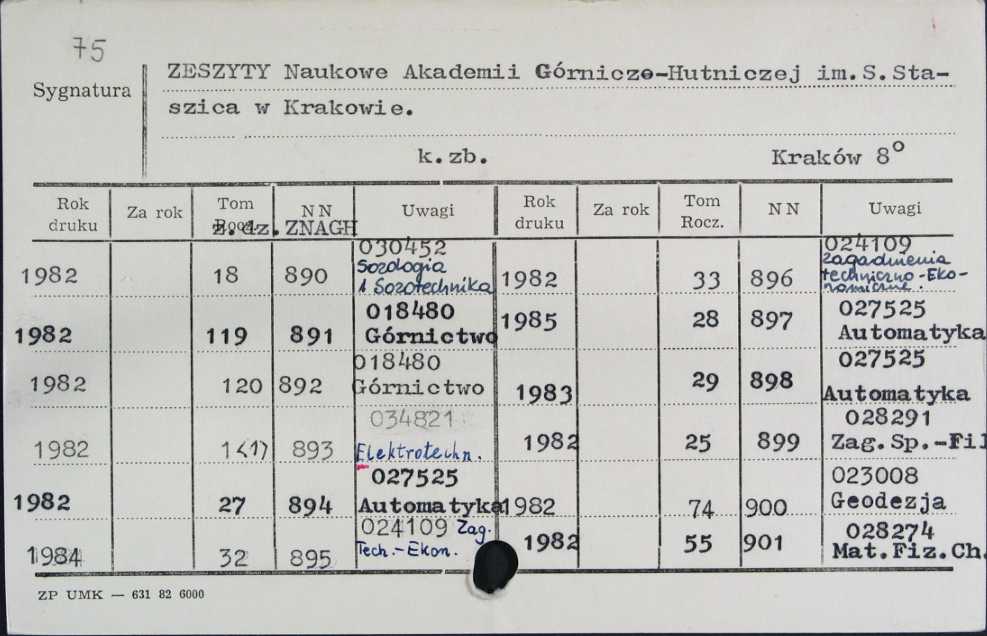 75
Sygnatura
ZESZYTY Naukowe Akademii Górniczo-Hutniczej im.S.Sta-
szica w Krakowie.
k.zb. Kraków 8°
Rok druku Za rok Tom Rocz. NN Uwagi Rok druku Za rok Tom Rocz. NN Uwagi
z.dz.ZNAGH
1982 18 890 030452 Sozologia i Sozotechnika 1982 33 896 024109 Zagadnienia techniczno-Eko-nomiczne.
1982 119 891 018480 Górnictwo 1985 28 897 027525 Automatyka
1982 120 892 018480 Górnictwo 1983 29 898 027525 Automatyka
1982 1(1) 893 034821 Elektrotechn. 1982 25 899 028291 Zag.Sp.-Fil
1982 27 894 027525 Automatyka 1982 74 900 023008 Geodezja
1984 32 895 024109 Zag. Tech.-Ekon. 1982 55 901 028274 Mat.Fiz.Ch.
ZP UMK — 631 82 6000